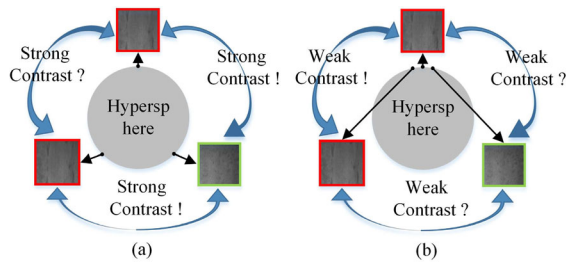 Strong
Contrast ?
Strong
Contrast !
Hypersp
here
Strong
Contrast !
(a)
Weak
Contrast !
Weak
Contrast ?
Hypersp
here
Weak
Contrast ?
(b)